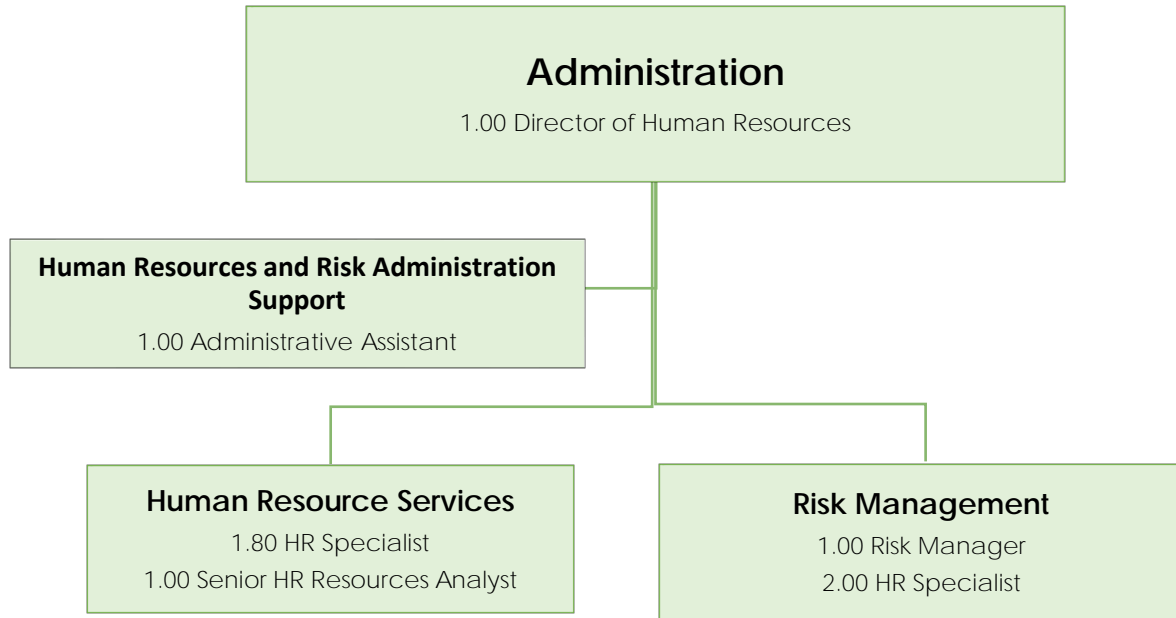 Administration
1.00 Director of Human Resources
Human Resources and Risk Administration
Support
1.00 Administrative Assistant
Human Resource Services
1.80 HR Specialist
1.00 Senior HR Resources Analyst
Risk Management
1.00 Risk Manager
2.00 HR Specialist